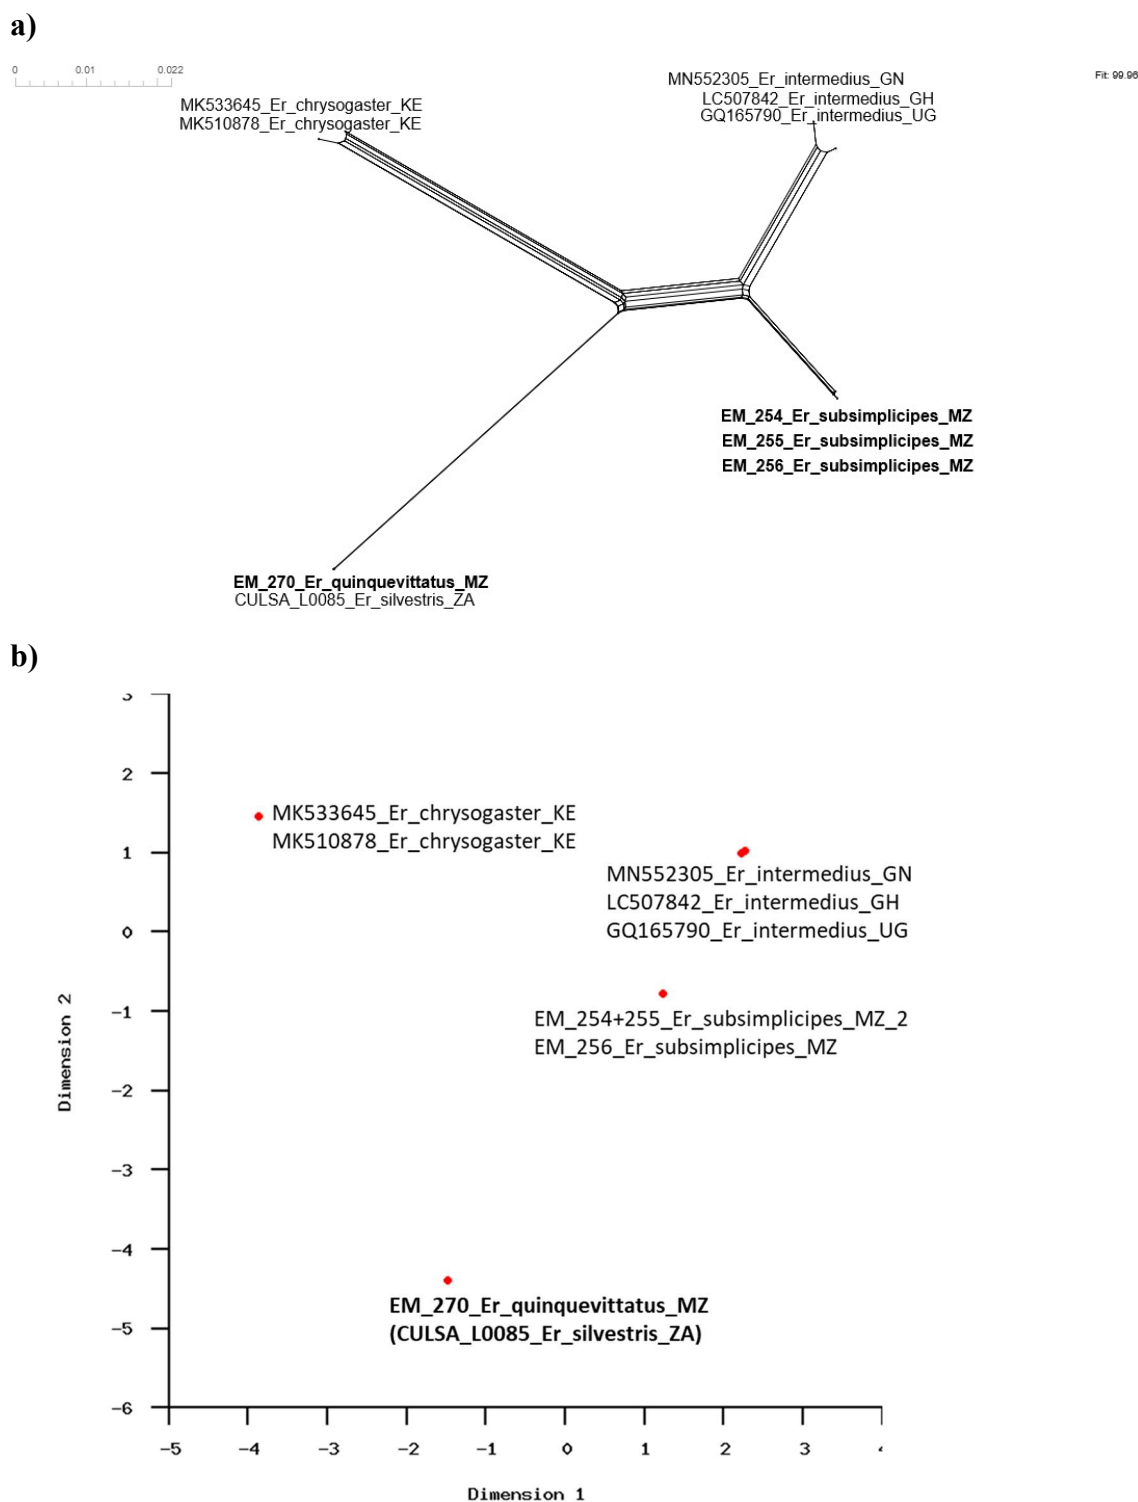 a)
0 0.01 0.022
Fit: 99.96
MK533645_Er_chrysogaster_KE
MK510878_Er_chrysogaster_KE
MN552305_Er_intermedius_GN
LC507842_Er_intermedius_GH
GQ165790_Er_intermedius_UG
EM_254_Er_subsimplicipes_MZ
EM_255_Er_subsimplicipes_MZ
EM_256_Er_subsimplicipes_MZ
EM_270_Er_quinquevittatus_MZ
CULSA_L0085_Er_silvestris_ZA
b)
3
2
1
0
-1
-2
-3
-4
-5
-6
Dimension 2
MK533645_Er_chrysogaster_KE
MK510878_Er_chrysogaster_KE
MN552305_Er_intermedius_GN
LC507842_Er_intermedius_GH
GQ165790_Er_intermedius_UG
EM_254+255_Er_subsimplicipes_MZ_2
EM_256_Er_subsimplicipes_MZ
EM_270_Er_quinquevittatus_MZ
(CULSA_L0085_Er_silvestris_ZA)
-5 -4 -3 -2 -1 0 1 2 3
Dimension 1